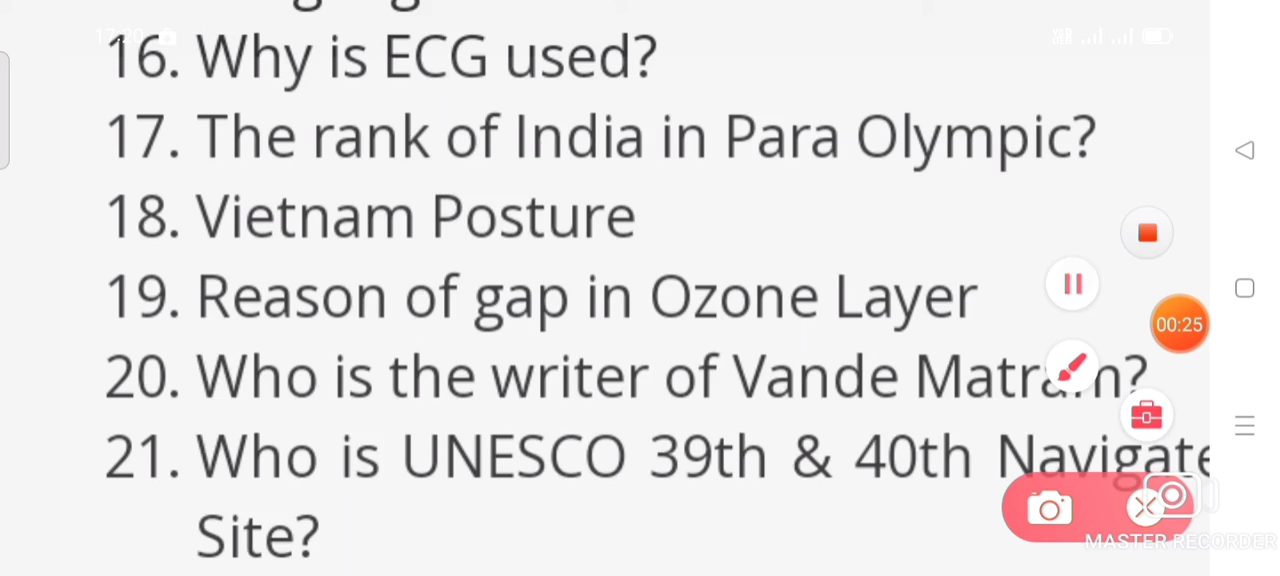 17:20
16. Why is ECG used?
17. The rank of India in Para Olympic?
18. Vietnam Posture
19. Reason of gap in Ozone Layer
00:25
20. Who is the writer of Vande Matram?
21. Who is UNESCO 39th & 40th Navigate
Site?
MASTER RECORDER